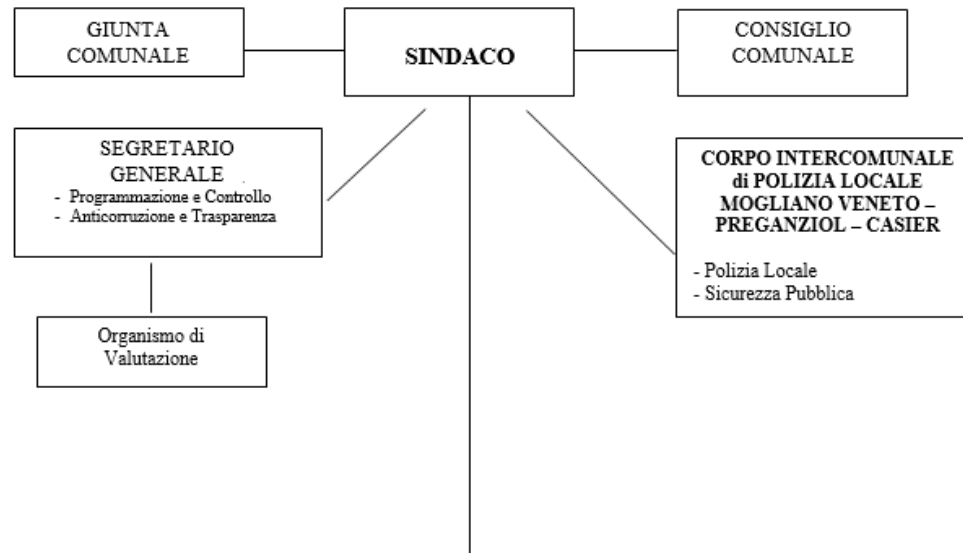 GIUNTA
COMUNALE
SINDACO
CONSIGLIO
COMUNALE
SEGRETARIO
GENERALE
- Programmazione e Controllo
- Anticorruzione e Trasparenza
CORPO INTERCOMUNALE
di POLIZIA LOCALE
MOGLIANO VENETO –
PREGANZIOL – CASIER
- Polizia Locale
- Sicurezza Pubblica
Organismo di
Valutazione